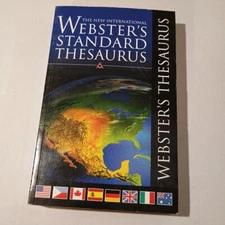 THE NEW INTERNATIONAL
WEBSTER'S
STANDARD
THESAURUS
WEBSTER'S THESAURUS